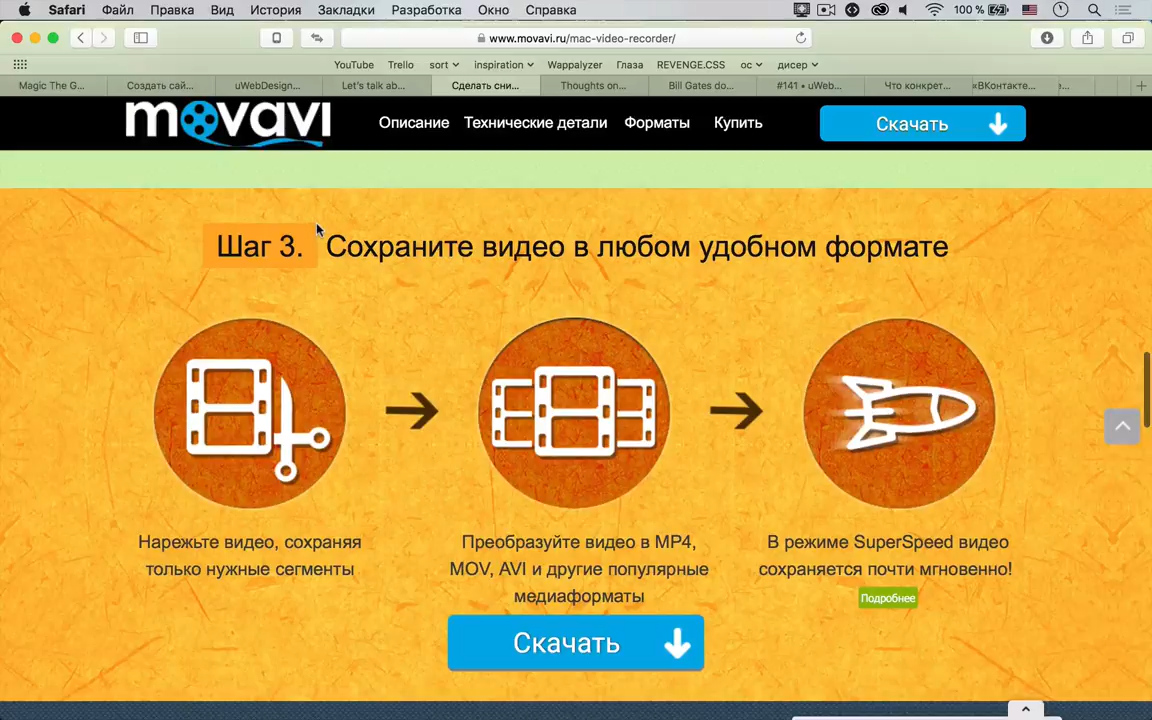 Safari Файл Правка Вид История Закладки Разработка Окно Справка 100 %
www.movavi.ru/mac-video-recorder/
YouTube Trello sort inspiration Wappalyzer Глаза REVENGE.CSS ос дисер
Magic The G... Создать сай... uWebDesign... Let's talk ab... Сделать сни... Thoughts on... Bill Gates do... #141 • uWeb... Что конкрет... «ВКонтакте...
movavi Описание Технические детали Форматы Купить Скачать
Шаг 3. Сохраните видео в любом удобном формате
Нарежьте видео, сохраняя
только нужные сегменты
Преобразуйте видео в MP4,
MOV, AVI и другие популярные
медиаформаты
В режиме SuperSpeed видео
сохраняется почти мгновенно!
Подробнее
Скачать